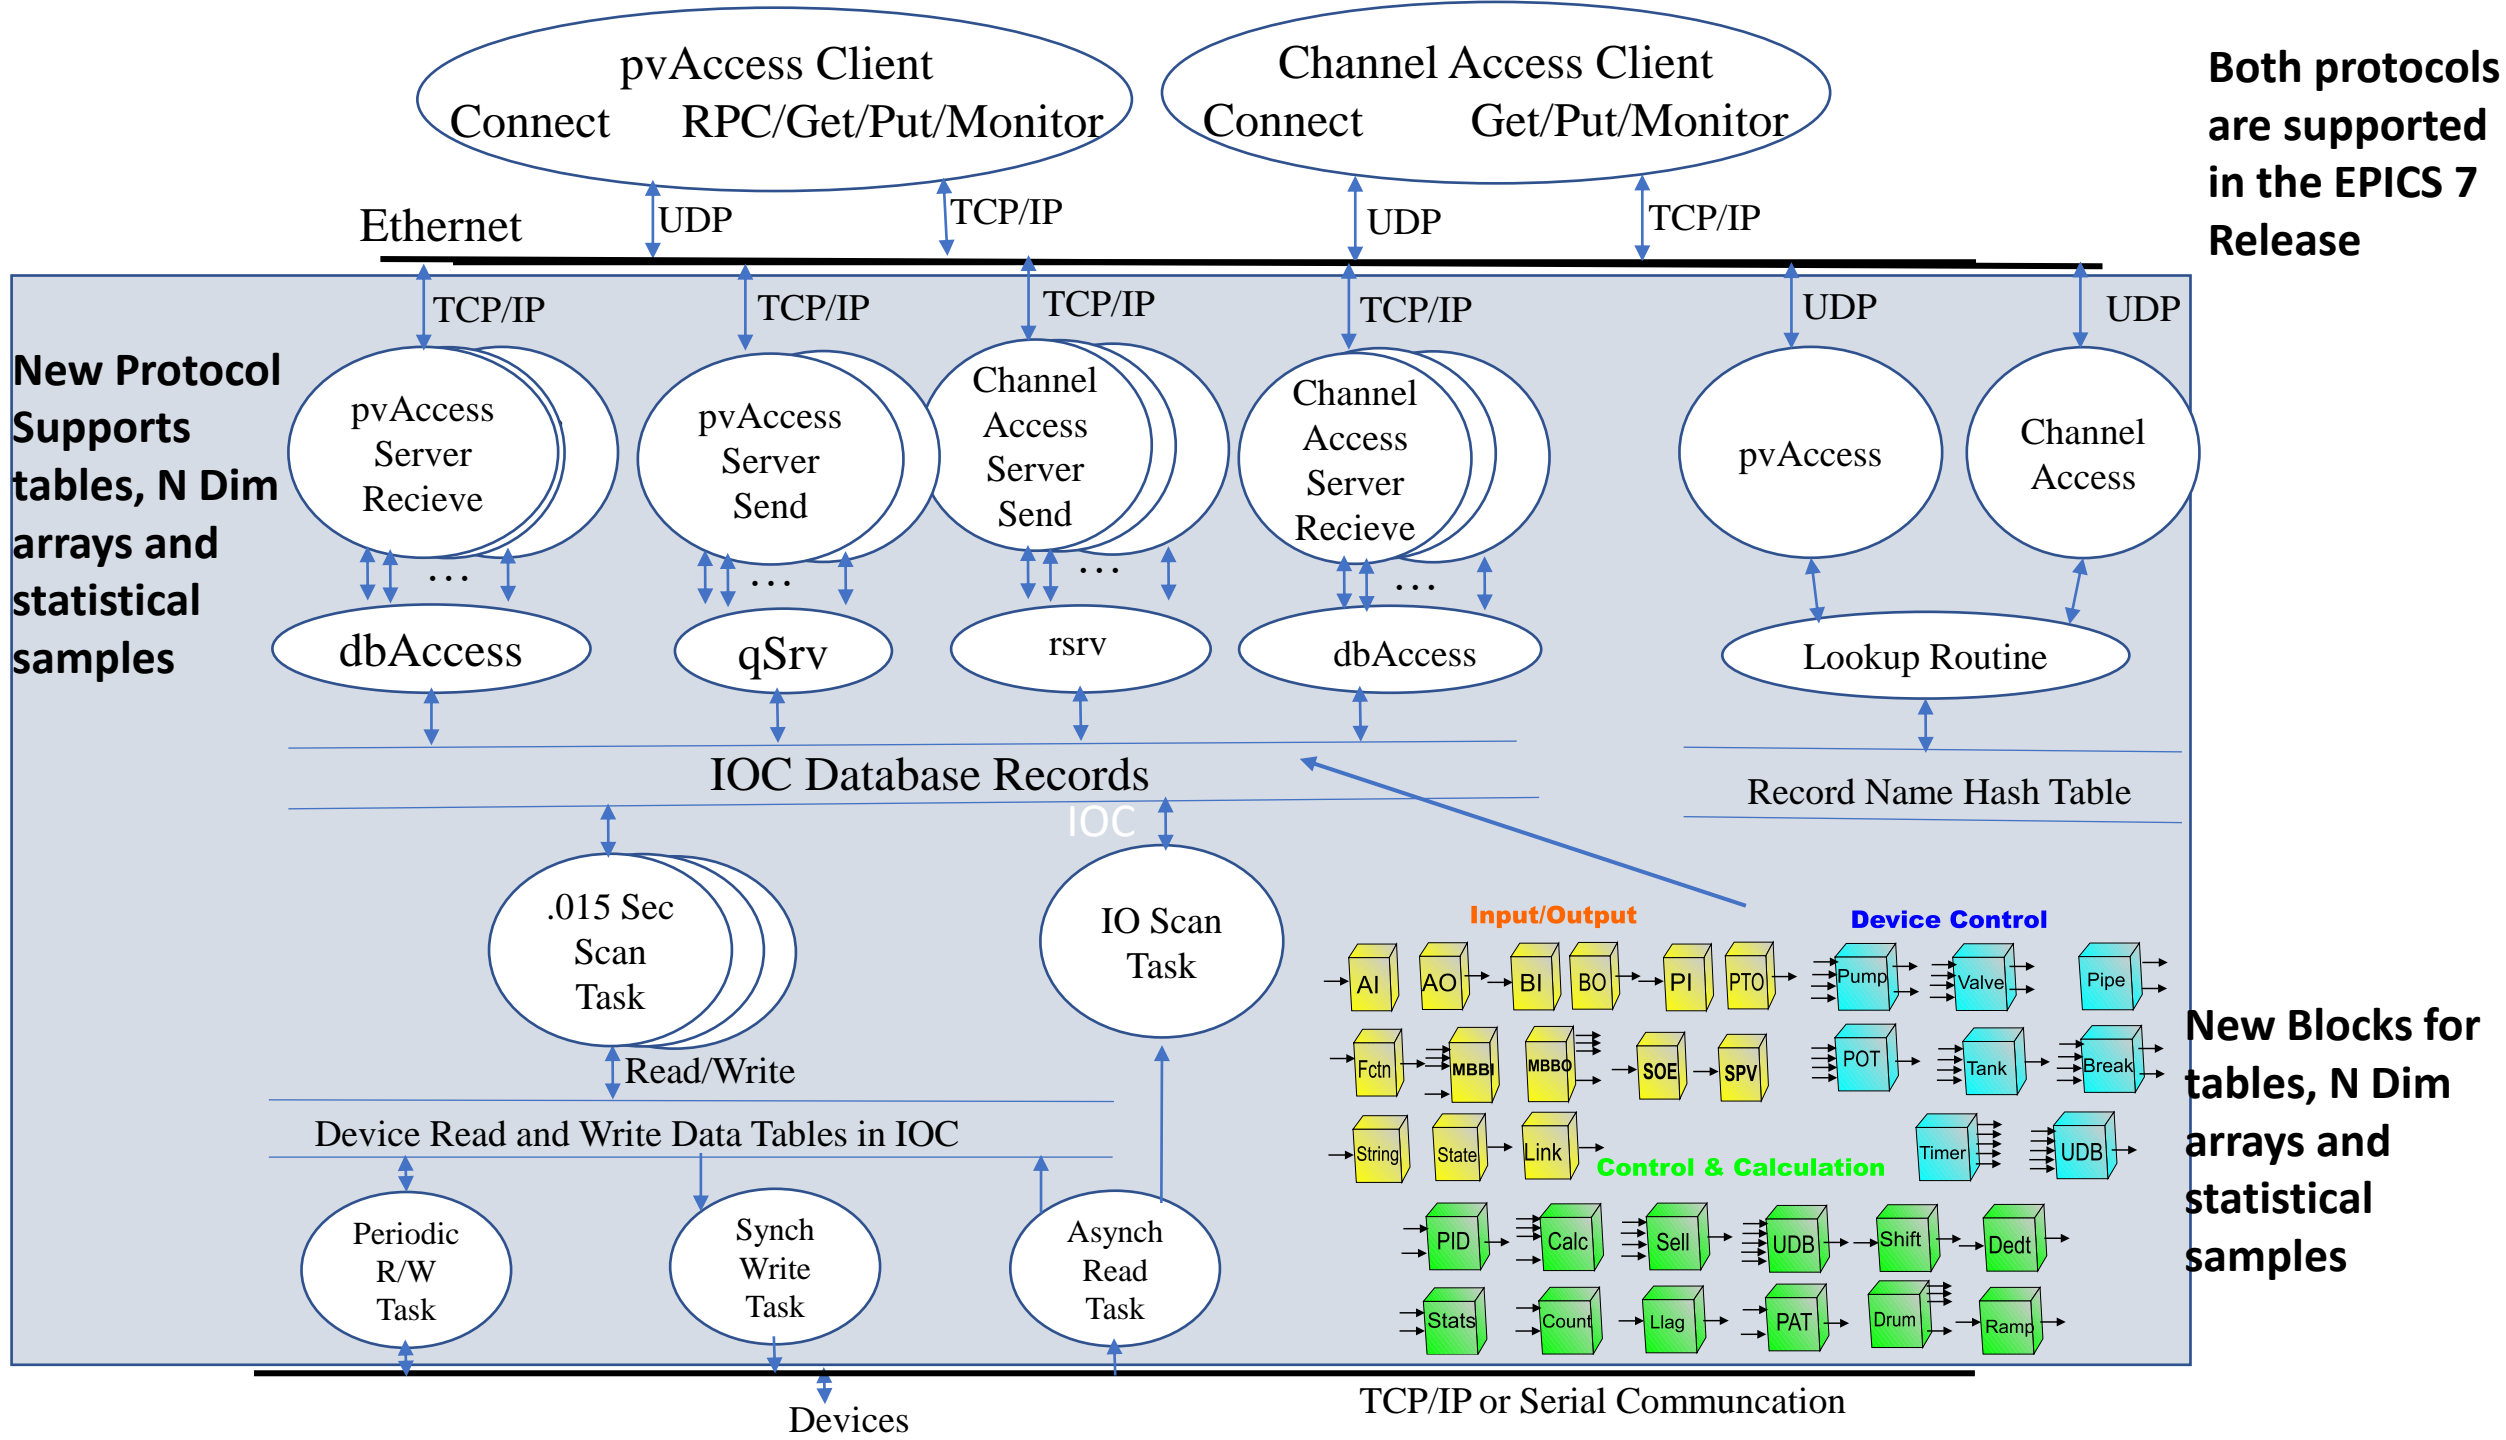 pvAccess Client
Connect RPC/Get/Put/Monitor
Channel Access Client
Connect Get/Put/Monitor
Both protocols
are supported
in the EPICS 7
Release
Ethernet
UDP
TCP/IP
UDP
TCP/IP
TCP/IP
TCP/IP
TCP/IP
TCP/IP
UDP
UDP
New Protocol
Supports
tables, N Dim
arrays and
statistical
samples
pvAccess
Server
Recieve
pvAccess
Server
Send
Channel
Access
Server
Send
Channel
Access
Server
Recieve
pvAccess
Channel
Access
...
...
...
...
dbAccess
qSrv
rsrv
dbAccess
Lookup Routine
IOC Database Records
Record Name Hash Table
IOC
.015 Sec
Scan
Task
IO Scan
Task
Read/Write
Device Read and Write Data Tables in IOC
Periodic
R/W
Task
Synch
Write
Task
Asynch
Read
Task
Input/Output
Device Control
AI
AO
BI
BO
PI
PTO
Pump
Valve
Pipe
Fctn
MBBI
MBBO
SOE
SPV
POT
Tank
Break
String
State
Link
Timer
UDB
Control & Calculation
PID
Calc
Sell
UDB
Shift
Dedt
Stats
Count
Llag
PAT
Drum
Ramp
New Blocks for
tables, N Dim
arrays and
statistical
samples
TCP/IP or Serial Communcation
Devices